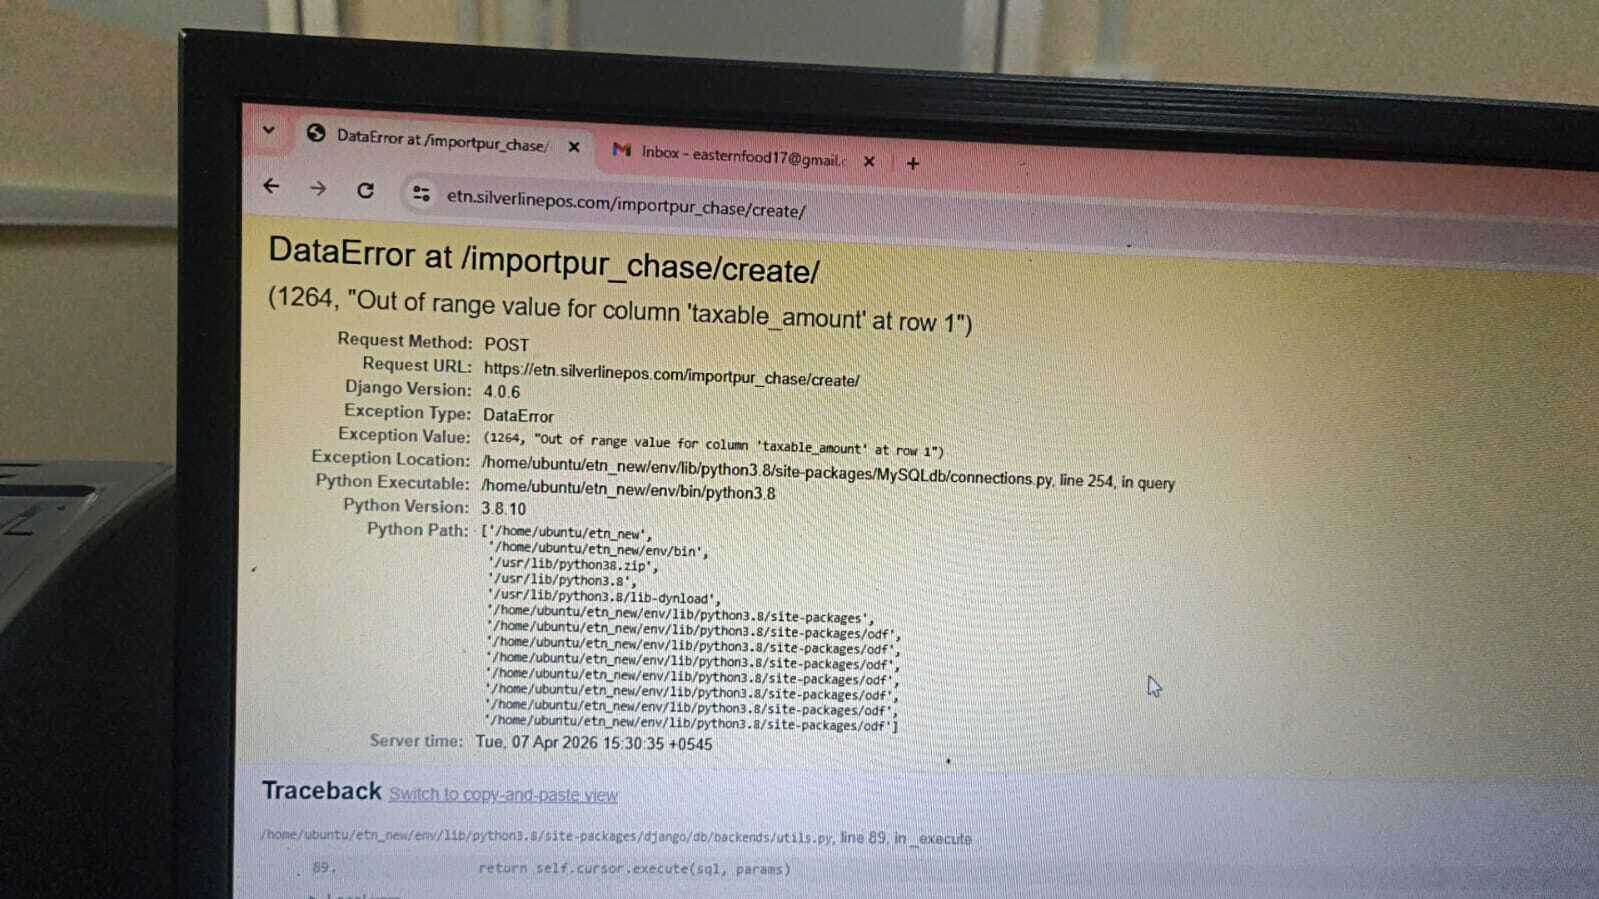 DataError at /importpur_chase/
Inbox - easternfood17@gmail.c
etn.silverlinepos.com/importpur_chase/create/
DataError at /importpur_chase/create/
(1264, "Out of range value for column 'taxable_amount' at row 1")
Request Method: POST
Request URL: https://etn.silverlinepos.com/importpur_chase/create/
Django Version: 4.0.6
Exception Type: DataError
Exception Value: (1264, "Out of range value for column 'taxable_amount' at row 1")
Exception Location: /home/ubuntu/etn_new/env/lib/python3.8/site-packages/MySQLdb/connections.py, line 254, in query
Python Executable: /home/ubuntu/etn_new/env/bin/python3.8
Python Version: 3.8.10
Python Path: ['/home/ubuntu/etn_new',
'/home/ubuntu/etn_new/env/bin',
'/usr/lib/python38.zip',
'/usr/lib/python3.8',
'/usr/lib/python3.8/lib-dynload',
'/home/ubuntu/etn_new/env/lib/python3.8/site-packages',
'/home/ubuntu/etn_new/env/lib/python3.8/site-packages/odf',
'/home/ubuntu/etn_new/env/lib/python3.8/site-packages/odf',
'/home/ubuntu/etn_new/env/lib/python3.8/site-packages/odf',
'/home/ubuntu/etn_new/env/lib/python3.8/site-packages/odf',
'/home/ubuntu/etn_new/env/lib/python3.8/site-packages/odf',
'/home/ubuntu/etn_new/env/lib/python3.8/site-packages/odf',
'/home/ubuntu/etn_new/env/lib/python3.8/site-packages/odf']
Server time: Tue, 07 Apr 2026 15:30:35 +0545
Traceback Switch to copy-and-paste view
/home/ubuntu/etn_new/env/lib/python3.8/site-packages/django/db/backends/utils.py, line 89, in _execute
89. return self.cursor.execute(sql, params)